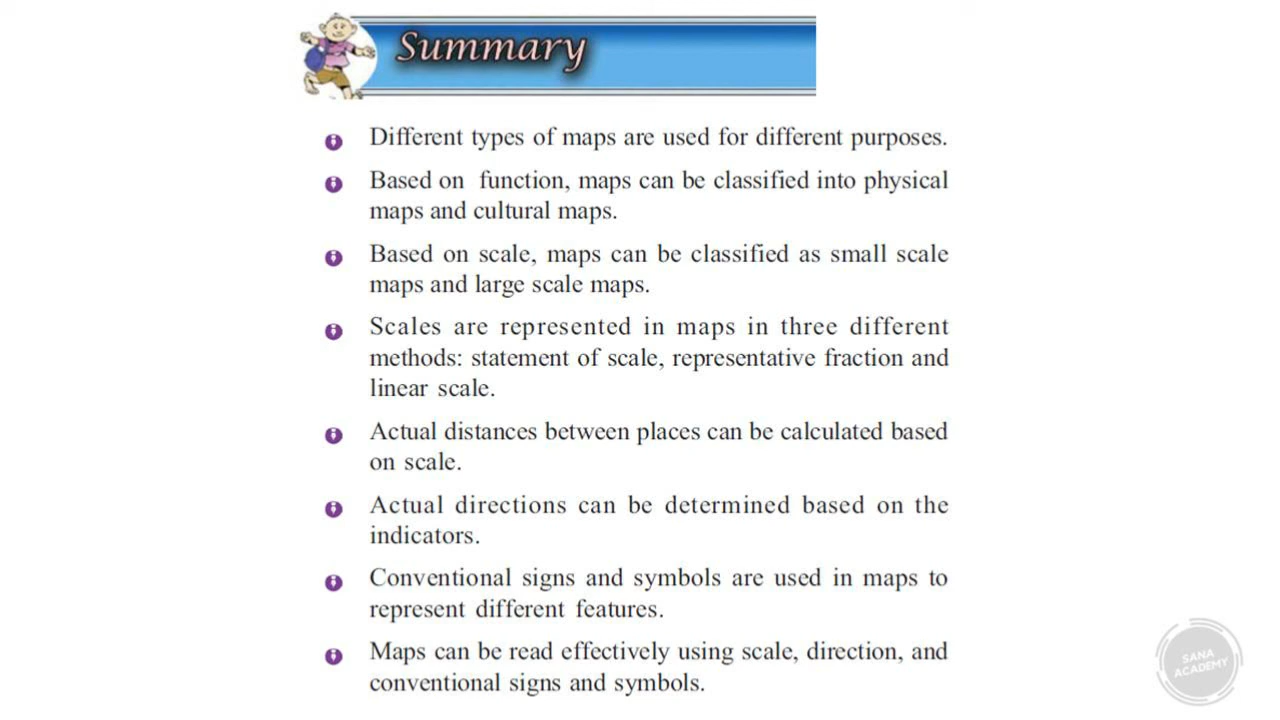 Summary
Different types of maps are used for different purposes.
Based on function, maps can be classified into physical
maps and cultural maps.
Based on scale, maps can be classified as small scale
maps and large scale maps.
Scales are represented in maps in three different
methods: statement of scale, representative fraction and
linear scale.
Actual distances between places can be calculated based
on scale.
Actual directions can be determined based on the
indicators.
Conventional signs and symbols are used in maps to
represent different features.
Maps can be read effectively using scale, direction, and
conventional signs and symbols.
SANA
ACADEMY